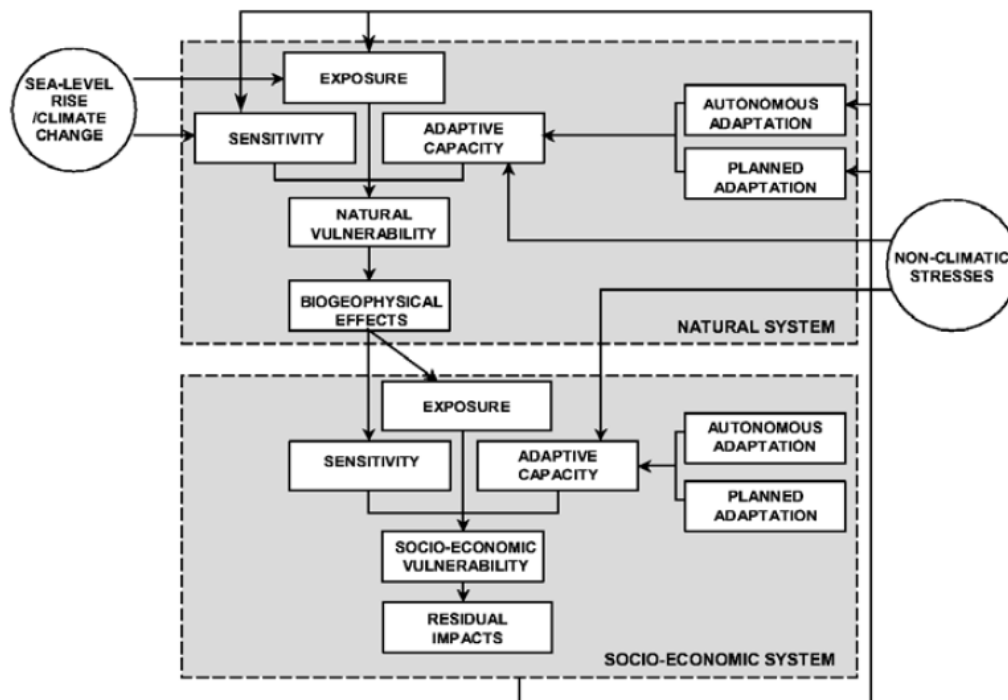 SEA-LEVEL
RISE
/CLIMATE
CHANGE
EXPOSURE
SENSITIVITY
ADAPTIVE
CAPACITY
AUTONOMOUS
ADAPTATION
PLANNED
ADAPTATION
NATURAL
VULNERABILITY
BIOGEOPHYSICAL
EFFECTS
NATURAL SYSTEM
NON-CLIMATIC
STRESSES
EXPOSURE
SENSITIVITY
ADAPTIVE
CAPACITY
AUTONOMOUS
ADAPTATION
PLANNED
ADAPTATION
SOCIO-ECONOMIC
VULNERABILITY
RESIDUAL
IMPACTS
SOCIO-ECONOMIC SYSTEM